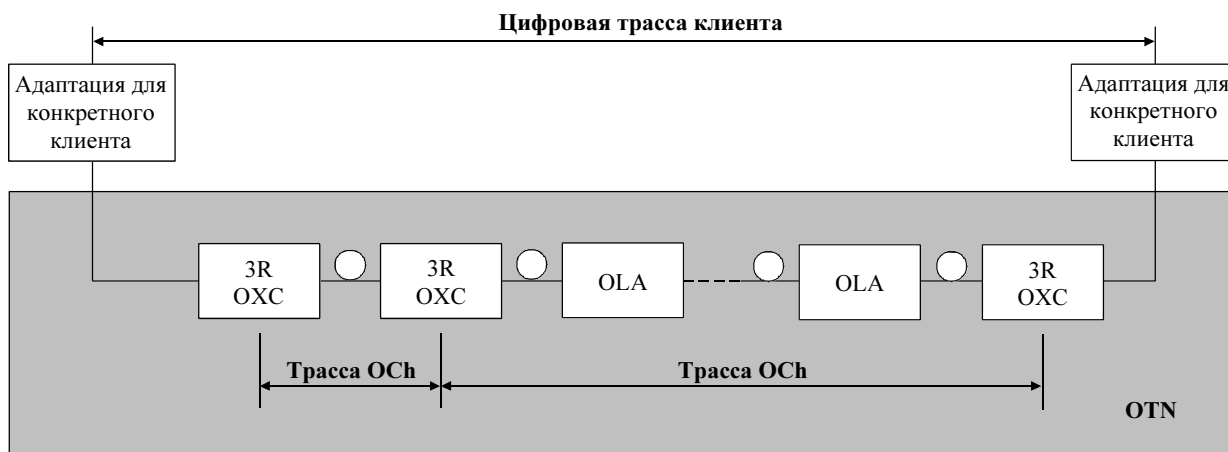 Цифровая трасса клиента
Адаптация для
конкретного
клиента
Адаптация для
конкретного
клиента
3R
OXC
3R
OXC
OLA
OLA
3R
OXC
Трасса OCh
Трасса OCh
OTN